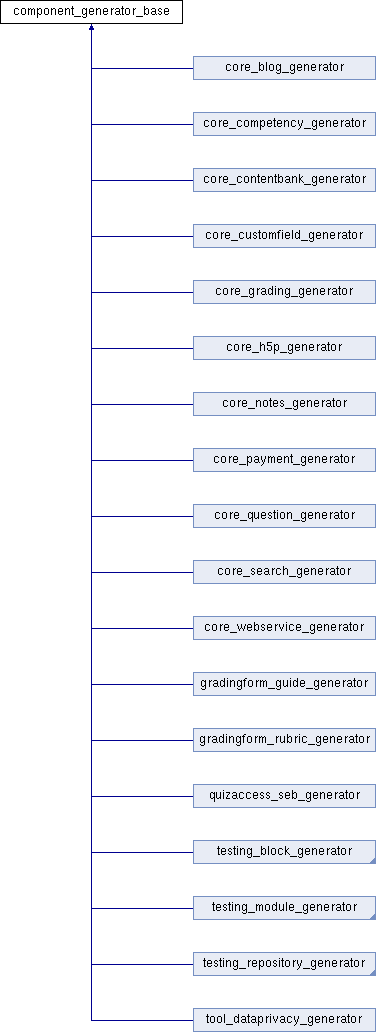 component_generator_base
core_blog_generator
core_competency_generator
core_contentbank_generator
core_customfield_generator
core_grading_generator
core_h5p_generator
core_notes_generator
core_payment_generator
core_question_generator
core_search_generator
core_webservice_generator
gradingform_guide_generator
gradingform_rubric_generator
quizaccess_seb_generator
testing_block_generator
testing_module_generator
testing_repository_generator
tool_dataprivacy_generator